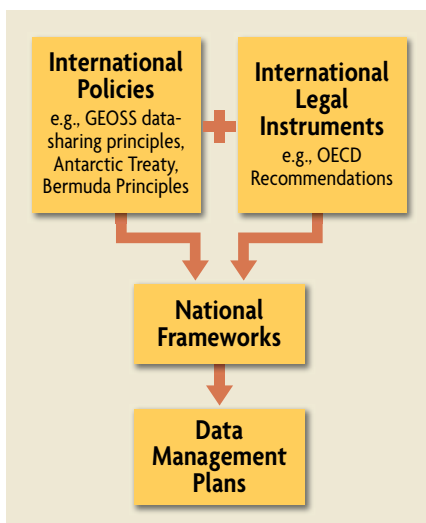 International
Policies
e.g., GEOSS data-
sharing principles,
Antarctic Treaty,
Bermuda Principles
International
Legal
Instruments
e.g., OECD
Recommendations
National
Frameworks
Data
Management
Plans